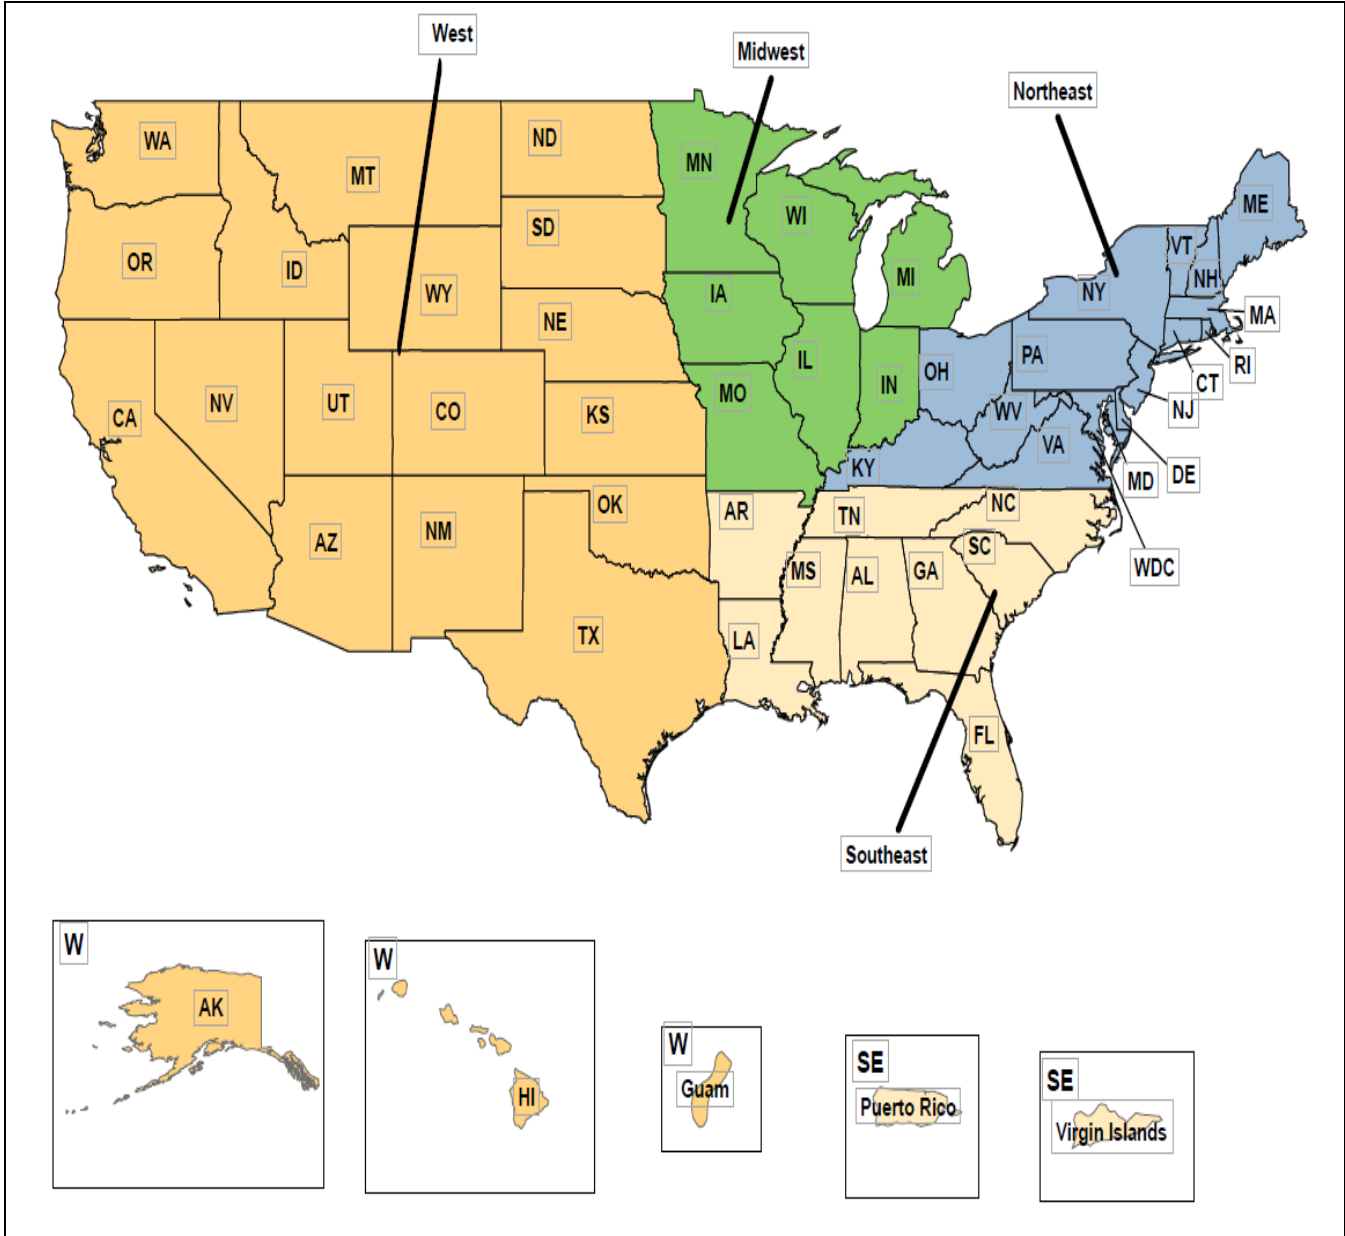 West
Midwest
Northeast
WA
MT
ND
MN
OR
ID
SD
WI
ME
VT
NH
WY
NE
IA
MI
NY
MA
NV
UT
CO
KS
CA
MO
IL
IN
OH
PA
RI
CT
NJ
WV
VA
KY
MD
DE
AZ
NM
OK
AR
TN
NC
SC
WDC
MS
AL
GA
TX
LA
FL
Southeast
W
AK
W
HI
W
Guam
SE
Puerto Rico
SE
Virgin Islands